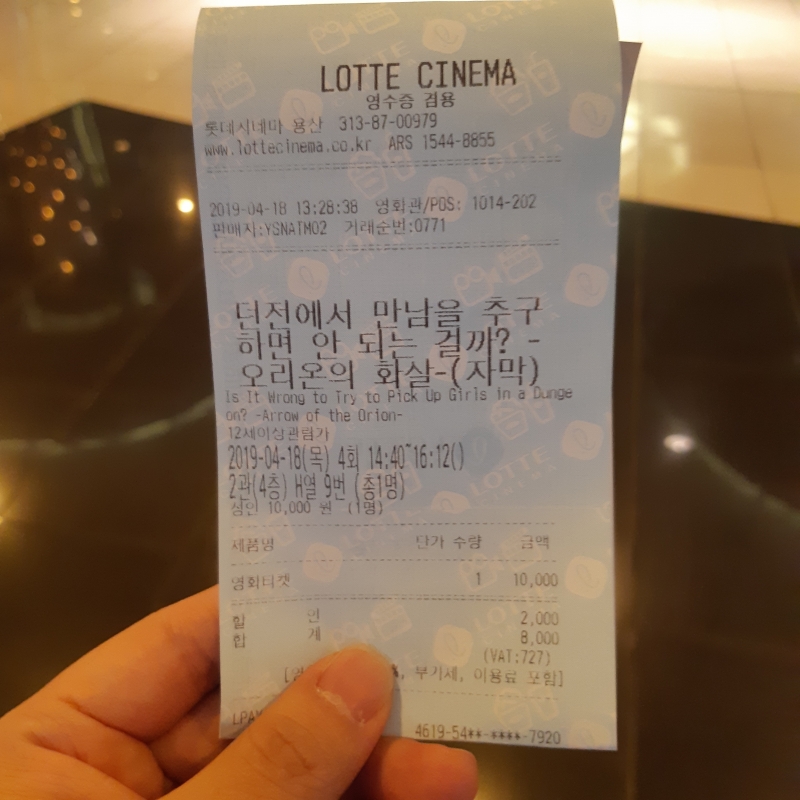 LOTTE CINEMA
영수증 겸용
롯데시네마 용산 313-87-00979
www.lottecinema.co.kr ARS 1544-8855
2019-04-18 13:28:38 영화관/POS: 1014-202
판매자:YSNATM02 거래순번:0771
던전에서 만남을 추구
하면 안 되는 걸까? -
오리온의 화살-(자막)
Is It Wrong to Try to Pick Up Girls in a Dunge
on? -Arrow of the Orion-
12세이상관람가
2019-04-18(목) 4회 14:40~16:12()
2관(4층) H열 9번 (총1명)
성인 10,000 원 (1명)
제품명 단가 수량 금액
영화티켓 1 10,000
할 인 2,000
합 계 8,000
(VAT:727)
부가세, 이용료 포함]
4619-54**-****-7920